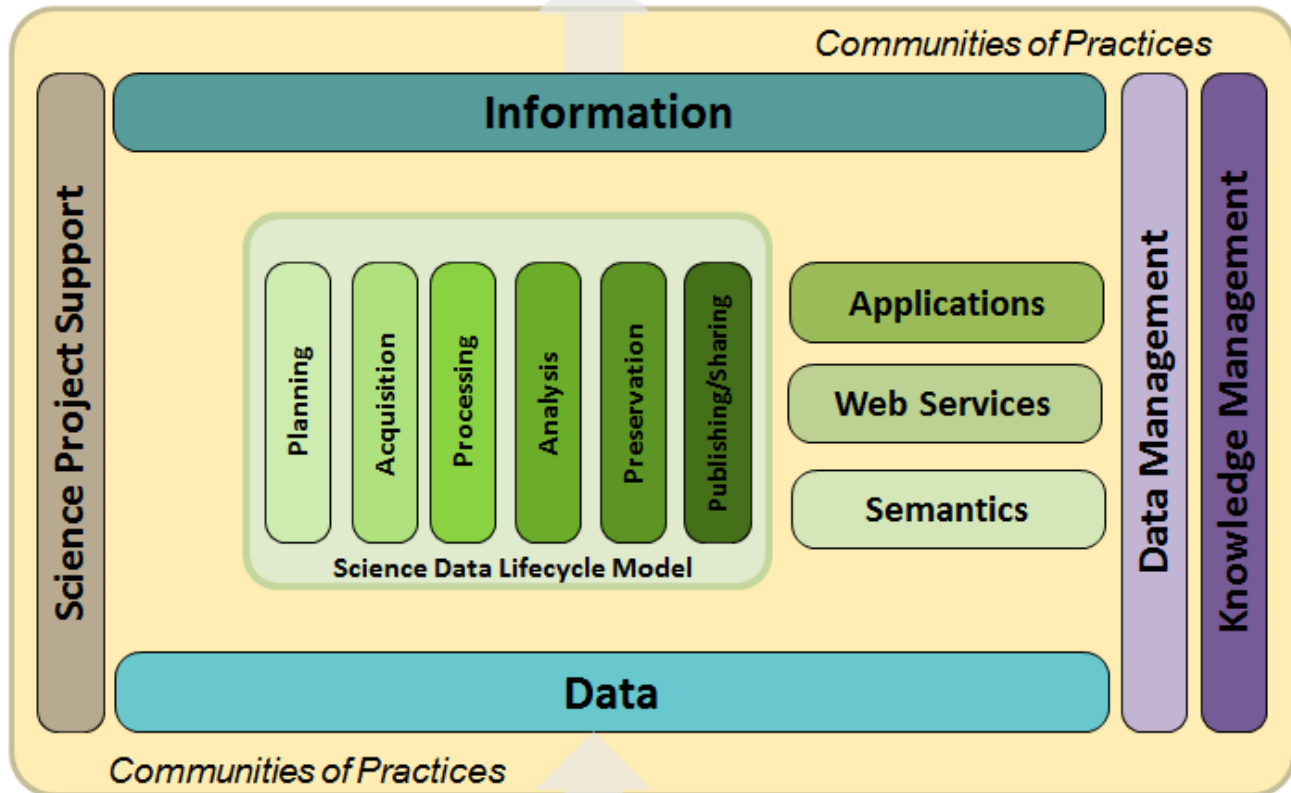 Communities of Practices
Information
Science Project Support
Planning
Acquisition
Processing
Analysis
Preservation
Publishing/Sharing
Science Data Lifecycle Model
Applications
Web Services
Semantics
Data Management
Knowledge Management
Data
Communities of Practices